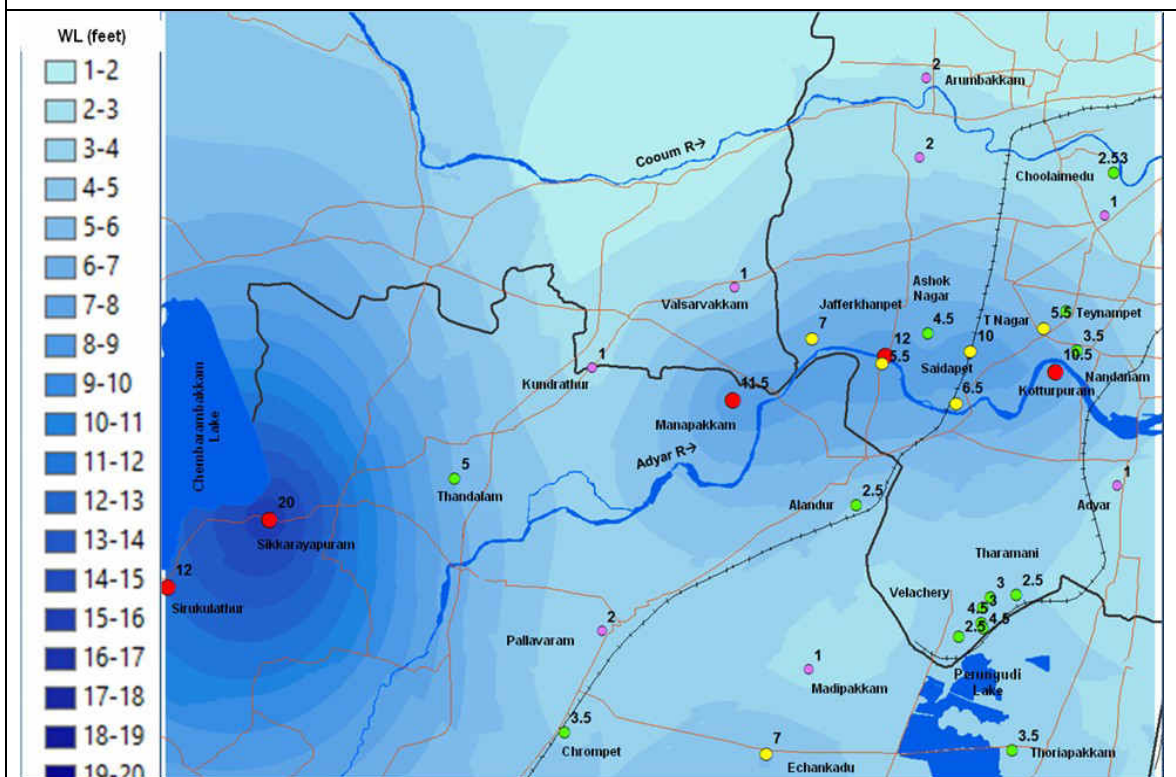 WL (feet)
1-2
2-3
3-4
4-5
5-6
6-7
7-8
8-9
9-10
10-11
11-12
12-13
13-14
14-15
15-16
16-17
17-18
18-19
19-20
2
Arumbakkam
Cooum R→
2
2.53
Choolaimedu
1
1
Valsarvakkam
Jafferkhanpet
Ashok
Nagar
T Nagar
5.5
Teynampet
7
4.5
12
10
3.5
5.5
Saidapet
10.5
Nandanam
Kotturpuram
1
Kundrathur
11.5
Manapakkam
6.5
Chembarambakkam
Lake
Adyar R→
5
Thandalam
2.5
Alandur
1
Adyar
20
Sikkarayapuram
Tharamani
12
Sirukulathur
Velachery
3
2.5
3
4.5
4.5
2.5
2
Pallavaram
1
Madipakkam
Perungudi
Lake
3.5
Chrompet
7
Echankadu
3.5
Thoriapakkam